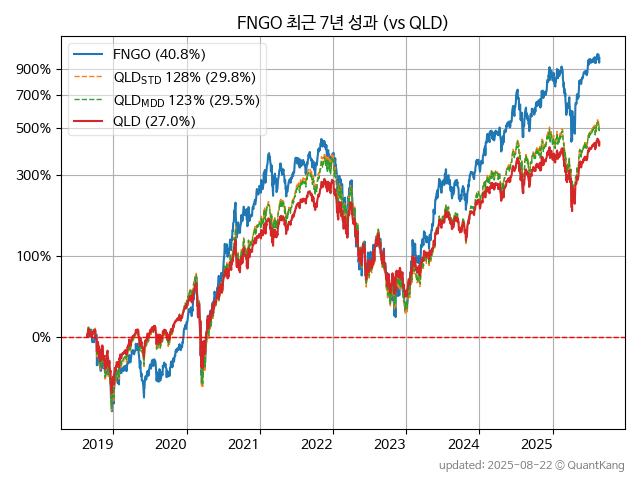 FNGO 최근 7년 성과 (vs QLD)
FNGO (40.8%)
QLD_STD 128% (29.8%)
QLD_MDD 123% (29.5%)
QLD (27.0%)
900%
700%
500%
300%
100%
0%
2019 2020 2021 2022 2023 2024 2025
updated: 2025-08-22 © QuantKang